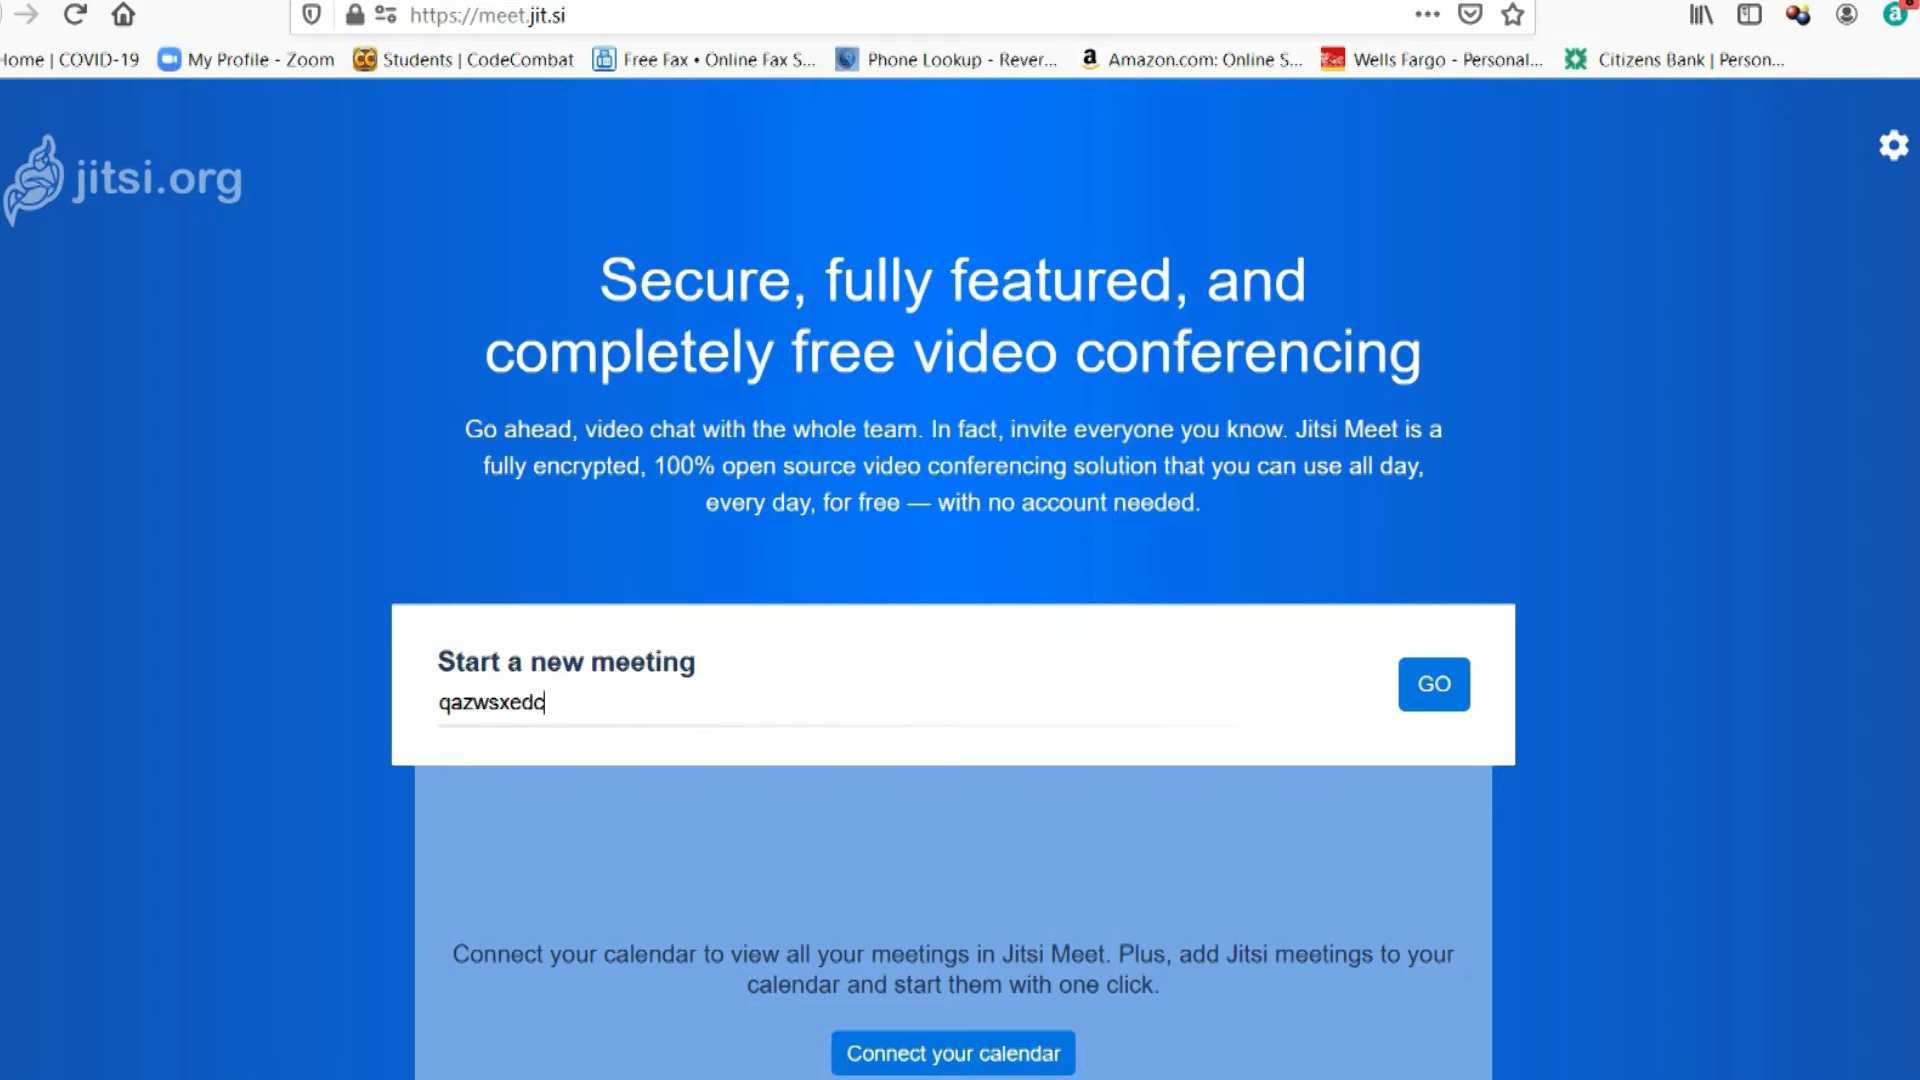 https://meet.jit.si
Home | COVID-19 My Profile - Zoom Students | CodeCombat Free Fax • Online Fax S... Phone Lookup - Rever... Amazon.com: Online S... Wells Fargo - Personal... Citizens Bank | Person...
jitsi.org
Secure, fully featured, and
completely free video conferencing
Go ahead, video chat with the whole team. In fact, invite everyone you know. Jitsi Meet is a
fully encrypted, 100% open source video conferencing solution that you can use all day,
every day, for free — with no account needed.
Start a new meeting
qazwsxedc
GO
Connect your calendar to view all your meetings in Jitsi Meet. Plus, add Jitsi meetings to your
calendar and start them with one click.
Connect your calendar